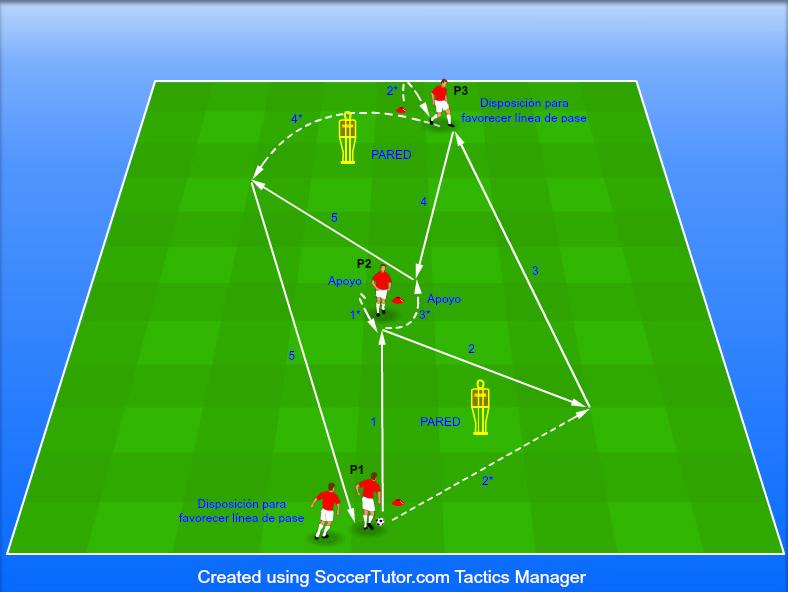 2*
P3
Disposición para
favorecer línea de pase
4*
PARED
4
5
P2
3
Apoyo
Apoyo
1*
3*
2
5
1
PARED
P1
2*
Disposición para
favorecer línea de pase
Created using SoccerTutor.com Tactics Manager